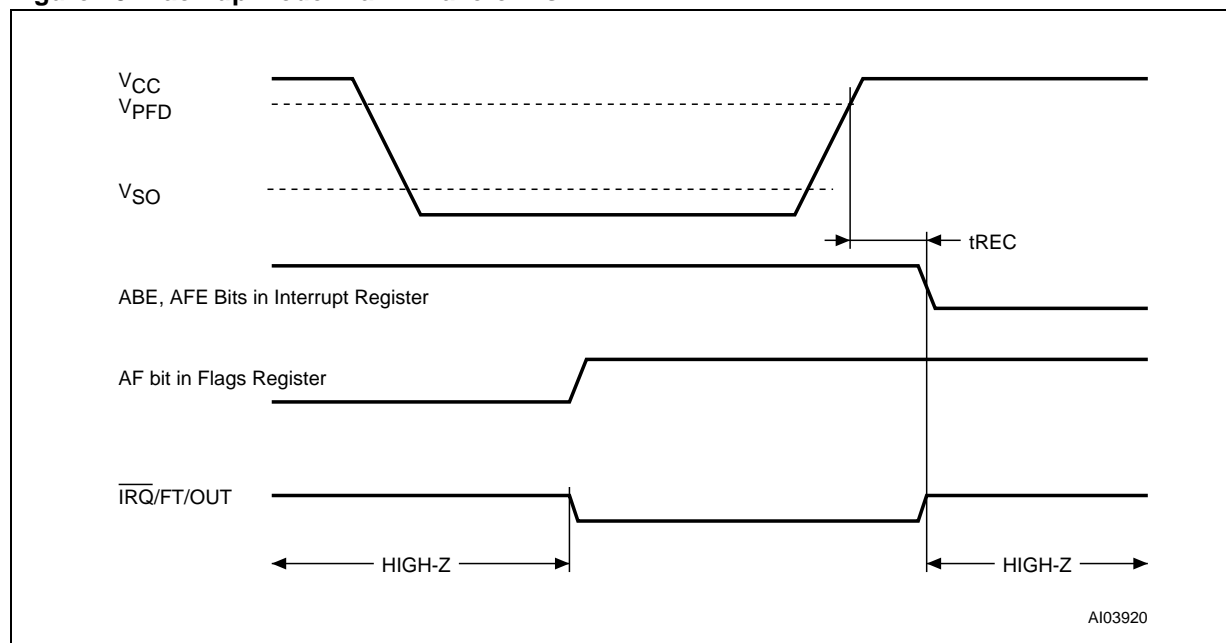 VCC
VPFD
VSO
tREC
ABE, AFE Bits in Interrupt Register
AF bit in Flags Register
IRQ/FT/OUT
HIGH-Z
HIGH-Z
AI03920